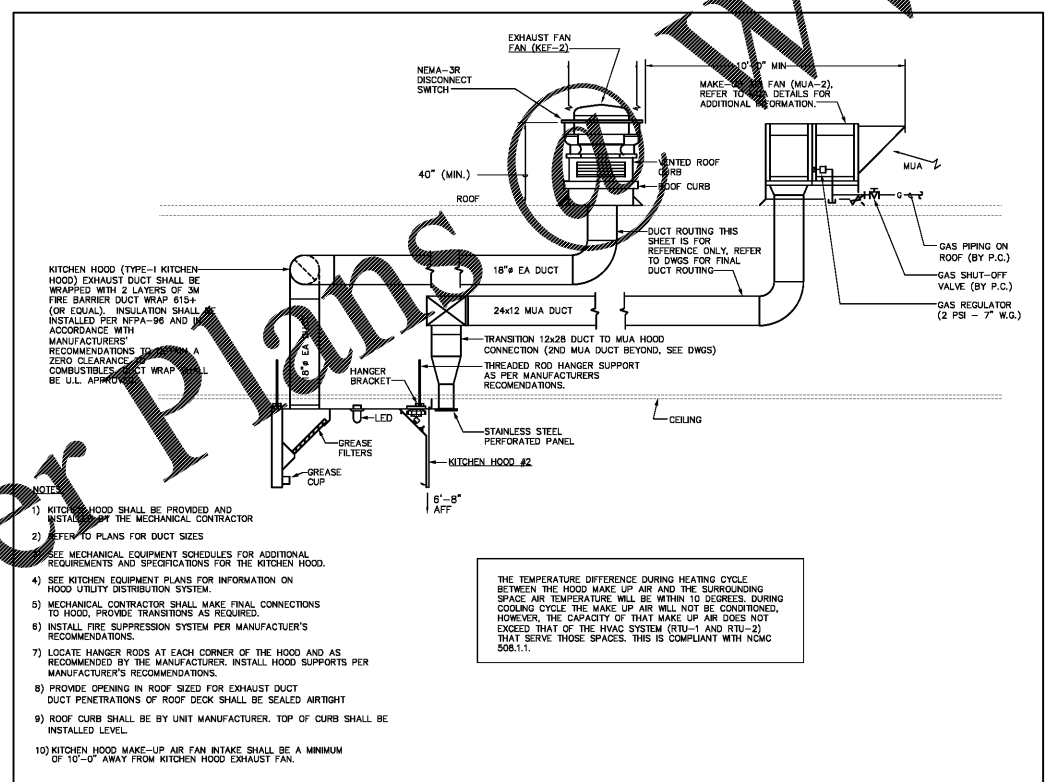 EXHAUST FAN
FAN (KEF-2)
NEMA-3R
DISCONNECT
SWITCH
10'-0" MIN
MAKE-UP AIR FAN (MUA-2),
REFER TO MUA DETAILS FOR
ADDITIONAL INFORMATION.
MUA
40" (MIN.)
VENTED ROOF
CURB
ROOF CURB
ROOF
G
DUCT ROUTING THIS
SHEET IS FOR
REFERENCE ONLY, REFER
TO DWGS FOR FINAL
DUCT ROUTING
GAS PIPING ON
ROOF (BY P.C.)
GAS SHUT-OFF
VALVE (BY P.C.)
GAS REGULATOR
(2 PSI - 7" W.G.)
KITCHEN HOOD (TYPE-I KITCHEN
HOOD) EXHAUST DUCT SHALL BE
WRAPPED WITH 2 LAYERS OF 3M
FIRE BARRIER DUCT WRAP 615+
(OR EQUAL). INSULATION SHALL BE
INSTALLED PER NFPA-96 AND IN
ACCORDANCE WITH
MANUFACTURERS'
RECOMMENDATIONS TO OBTAIN A
ZERO CLEARANCE TO
COMBUSTIBLES. DUCT WRAP SHALL
BE U.L. APPROVED.
18"ø EA DUCT
24x12 MUA DUCT
8"ø EA
TRANSITION 12x28 DUCT TO MUA HOOD
CONNECTION (2ND MUA DUCT BEYOND, SEE DWGS)
THREADED ROD HANGER SUPPORT
AS PER MANUFACTURERS
RECOMENDATIONS.
HANGER
BRACKET
CEILING
LED
STAINLESS STEEL
PERFORATED PANEL
GREASE
FILTERS
KITCHEN HOOD #2
GREASE
CUP
6'-8"
AFF
NOTES
1) KITCHEN HOOD SHALL BE PROVIDED AND
INSTALLED BY THE MECHANICAL CONTRACTOR
2) REFER TO PLANS FOR DUCT SIZES
3) SEE MECHANICAL EQUIPMENT SCHEDULES FOR ADDITIONAL
REQUIREMENTS AND SPECIFICATIONS FOR THE KITCHEN HOOD.
4) SEE KITCHEN EQUIPMENT PLANS FOR INFORMATION ON
HOOD UTILITY DISTRIBUTION SYSTEM.
5) MECHANICAL CONTRACTOR SHALL MAKE FINAL CONNECTIONS
TO HOOD, PROVIDE TRANSITIONS AS REQUIRED.
6) INSTALL FIRE SUPPRESSION SYSTEM PER MANUFACTUER'S
RECOMMENDATIONS.
7) LOCATE HANGER RODS AT EACH CORNER OF THE HOOD AND AS
RECOMMENDED BY THE MANUFACTURER. INSTALL HOOD SUPPORTS PER
MANUFACTURER'S RECOMMENDATIONS.
8) PROVIDE OPENING IN ROOF SIZED FOR EXHAUST DUCT
DUCT PENETRATIONS OF ROOF DECK SHALL BE SEALED AIRTIGHT
9) ROOF CURB SHALL BE BY UNIT MANUFACTURER. TOP OF CURB SHALL BE
INSTALLED LEVEL.
10) KITCHEN HOOD MAKE-UP AIR FAN INTAKE SHALL BE A MINIMUM
OF 10'-0" AWAY FROM KITCHEN HOOD EXHAUST FAN.
THE TEMPERATURE DIFFERENCE DURING HEATING CYCLE
BETWEEN THE HOOD MAKE UP AIR AND THE SURROUNDING
SPACE AIR TEMPERATURE WILL BE WITHIN 10 DEGREES. DURING
COOLING CYCLE THE MAKE UP AIR WILL NOT BE CONDITIONED,
HOWEVER, THE CAPACITY OF THAT MAKE UP AIR DOES NOT
EXCEED THAT OF THE HVAC SYSTEM (RTU-1 AND RTU-2)
THAT SERVE THOSE SPACES. THIS IS COMPLIANT WITH NCMC
508.1.1.
er Plans @ w